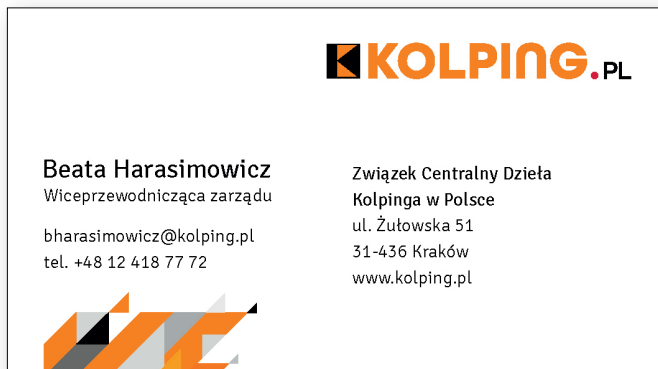 KOLPING.PL
Beata Harasimowicz
Wiceprzewodnicząca zarządu
bharasimowicz@kolping.pl
tel. +48 12 418 77 72
Związek Centralny Dzieła
Kolpinga w Polsce
ul. Żułowska 51
31-436 Kraków
www.kolping.pl